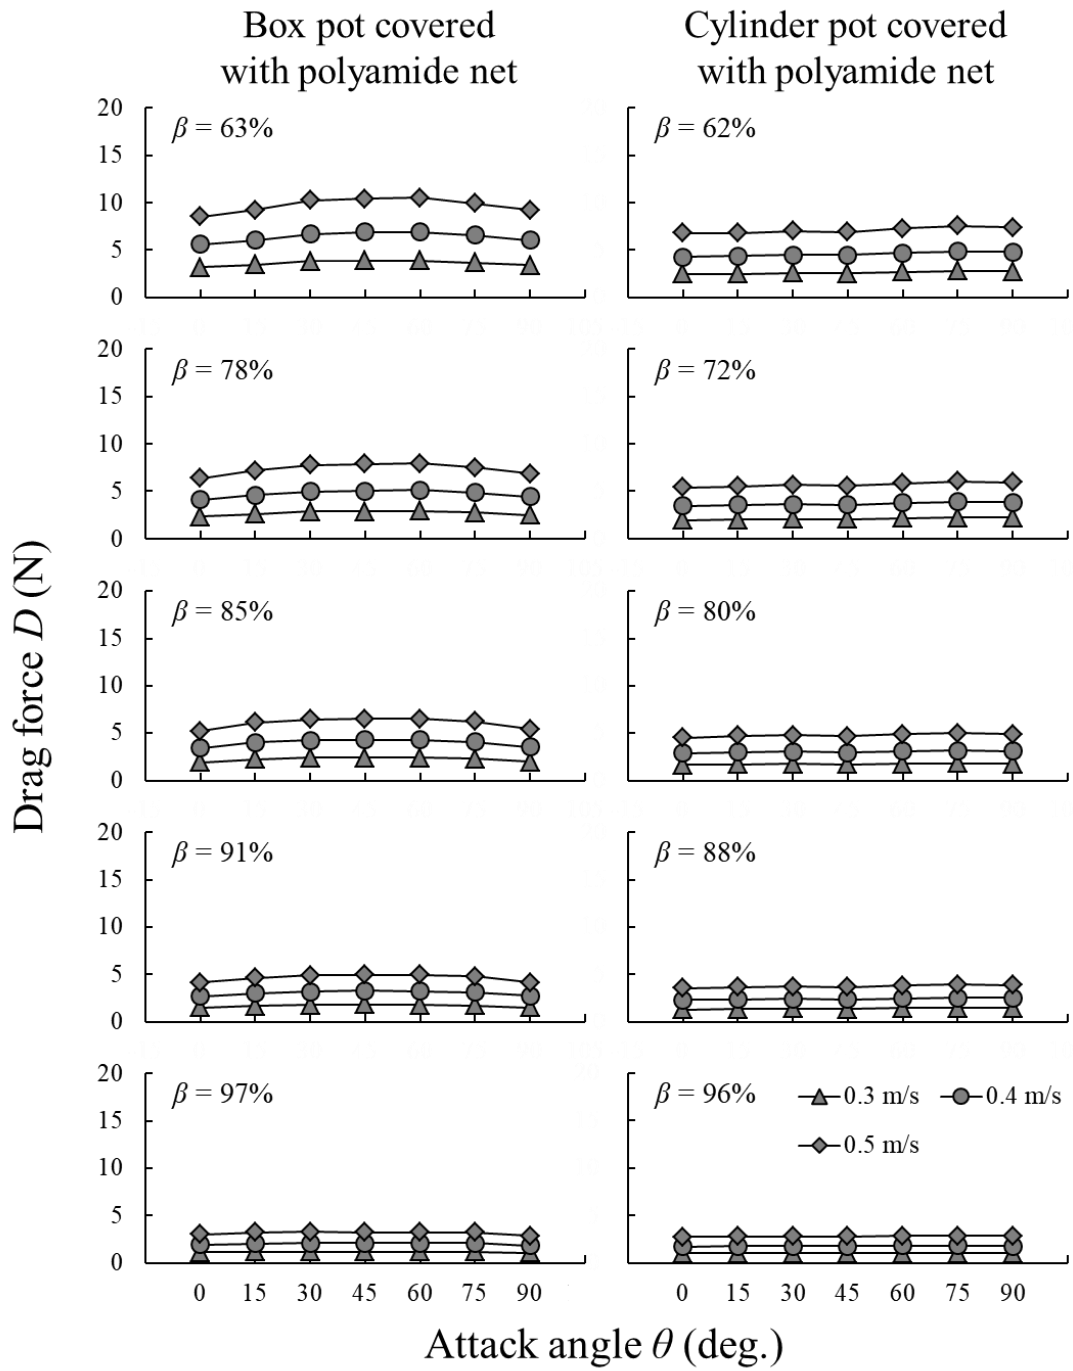 Box pot covered
with polyamide net
Cylinder pot covered
with polyamide net
Drag force D (N)
20
β = 63%
15
10
5
0
β = 62%
20
β = 78%
15
10
5
0
β = 72%
20
β = 85%
15
10
5
0
β = 80%
20
β = 91%
15
10
5
0
β = 88%
20
β = 97%
15
10
5
0
β = 96%
0.3 m/s 0.4 m/s
0.5 m/s
0 15 30 45 60 75 90
0 15 30 45 60 75 90
Attack angle θ (deg.)